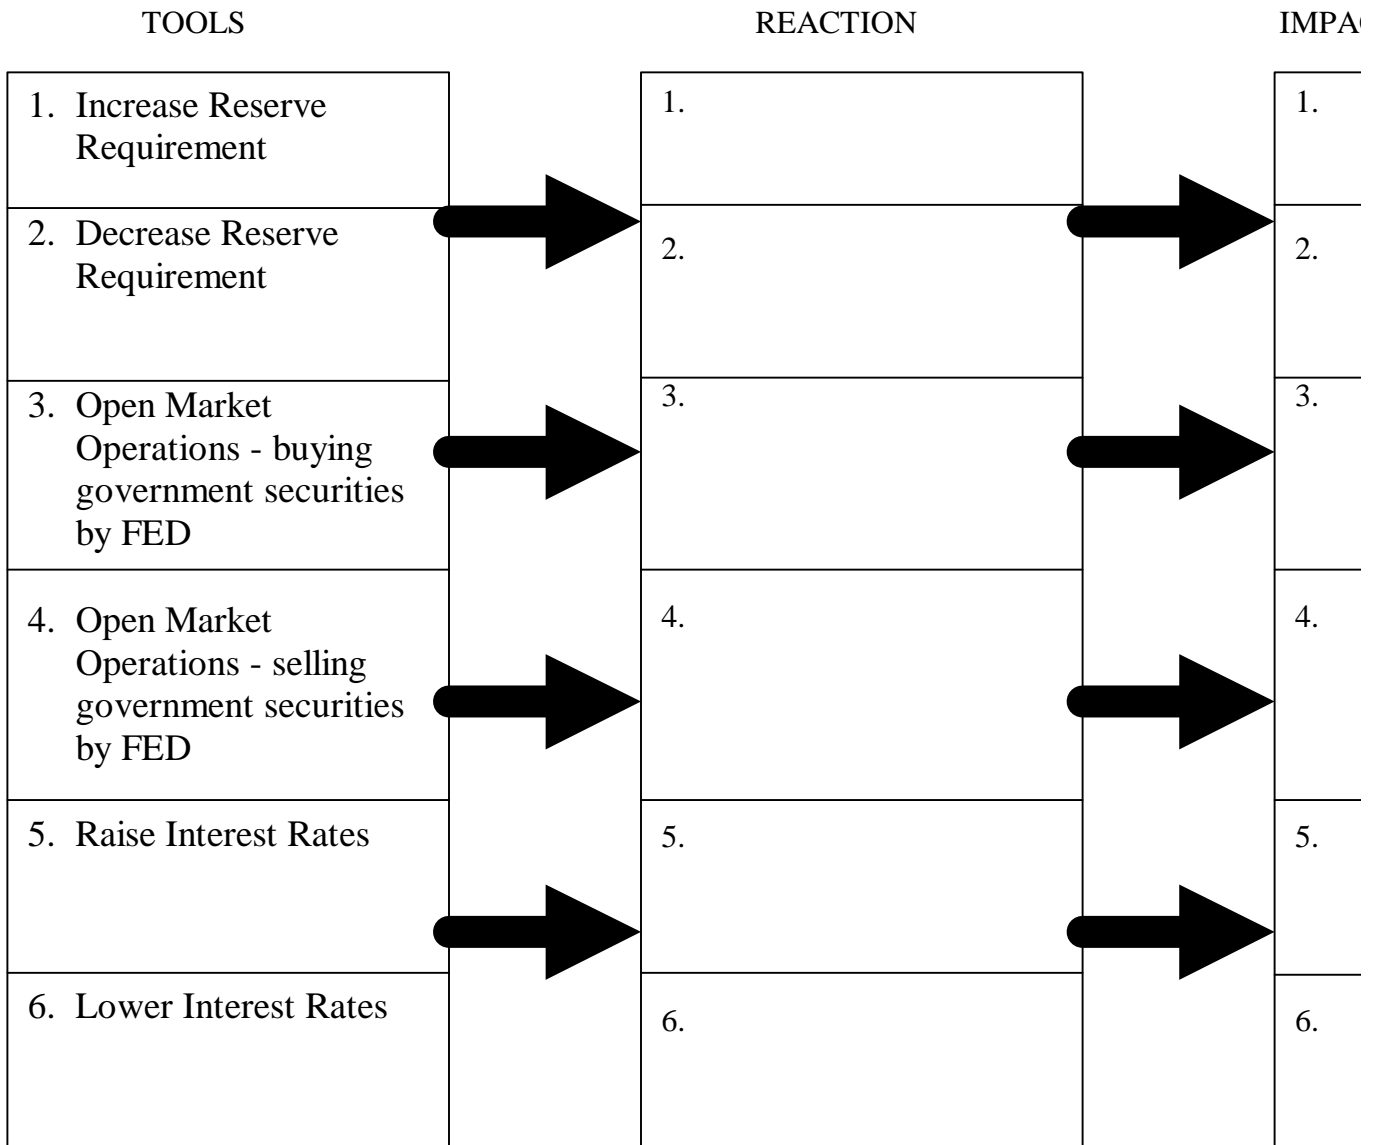 TOOLS REACTION IMPA
1. Increase Reserve
Requirement
1.
1.
2. Decrease Reserve
Requirement
2.
2.
3. Open Market
Operations - buying
government securities
by FED
3.
3.
4. Open Market
Operations - selling
government securities
by FED
4.
4.
5. Raise Interest Rates
5.
5.
6. Lower Interest Rates
6.
6.